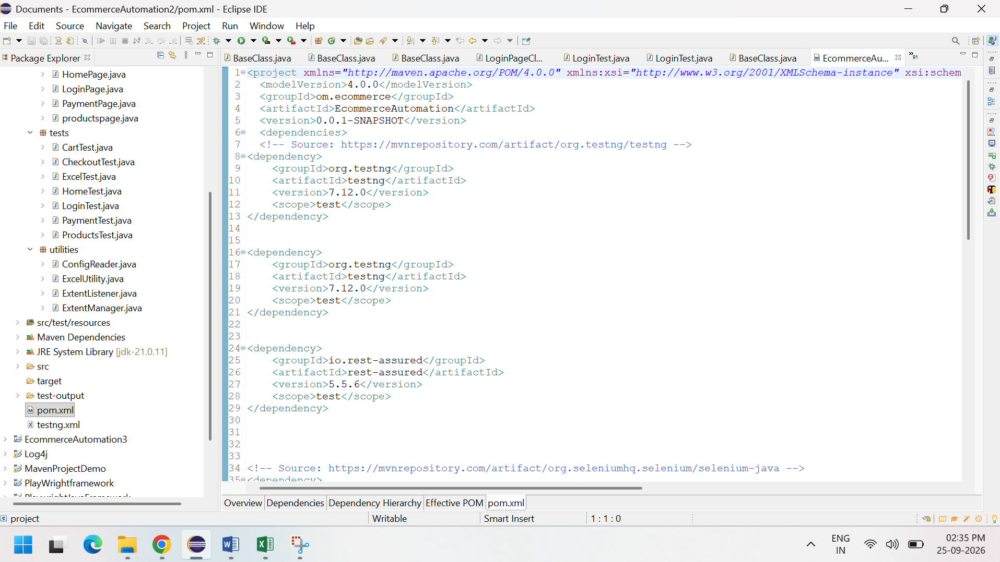 Documents - EcommerceAutomation2/pom.xml - Eclipse IDE
File Edit Source Navigate Search Project Run Window Help
Package Explorer
HomePage.java
LoginPage.java
PaymentPage.java
productspage.java
tests
CartTest.java
CheckoutTest.java
ExcelTest.java
HomeTest.java
LoginTest.java
PaymentTest.java
ProductsTest.java
utilities
ConfigReader.java
ExcelUtility.java
ExtentListener.java
ExtentManager.java
src/test/resources
Maven Dependencies
JRE System Library [jdk-21.0.11]
src
target
test-output
pom.xml
testng.xml
EcommerceAutomation3
Log4j
MavenProjectDemo
PlayWrightframework
BaseClass.java BaseClass.java BaseClass.java LoginPageCl... LoginTest.java LoginTest.java BaseClass.java EcommerceAu... »91
1 <project xmlns="http://maven.apache.org/POM/4.0.0" xmlns:xsi="http://www.w3.org/2001/XMLSchema-instance" xsi:schem
2 <modelVersion>4.0.0</modelVersion>
3 <groupId>om.ecommerce</groupId>
4 <artifactId>EcommerceAutomation</artifactId>
5 <version>0.0.1-SNAPSHOT</version>
6 <dependencies>
7 <!-- Source: https://mvnrepository.com/artifact/org.testng/testng -->
8 <dependency>
9 <groupId>org.testng</groupId>
10 <artifactId>testng</artifactId>
11 <version>7.12.0</version>
12 <scope>test</scope>
13 </dependency>
14
15
16 <dependency>
17 <groupId>org.testng</groupId>
18 <artifactId>testng</artifactId>
19 <version>7.12.0</version>
20 <scope>test</scope>
21 </dependency>
22
23
24 <dependency>
25 <groupId>io.rest-assured</groupId>
26 <artifactId>rest-assured</artifactId>
27 <version>5.5.6</version>
28 <scope>test</scope>
29 </dependency>
30
31
32
33
34 <!-- Source: https://mvnrepository.com/artifact/org.seleniumhq.selenium/selenium-java -->
35 <dependency>
Overview Dependencies Dependency Hierarchy Effective POM pom.xml
project Writable Smart Insert 1 : 1 : 0
ENG
IN
02:35 PM
25-09-2026